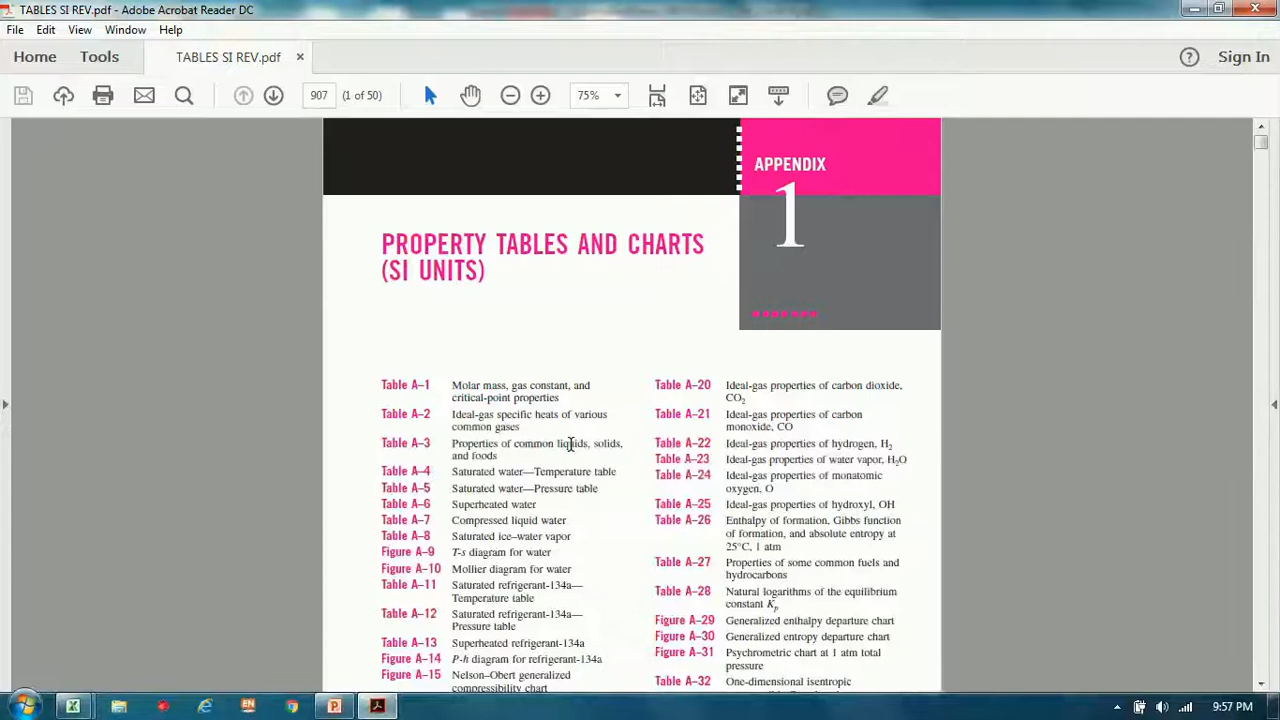 TABLES SI REV.pdf - Adobe Acrobat Reader DC
File Edit View Window Help
Home Tools TABLES SI REV.pdf × Sign In
907 (1 of 50) 75%
APPENDIX
1
PROPERTY TABLES AND CHARTS
(SI UNITS)
Table A–1 Molar mass, gas constant, and
critical-point properties
Table A–2 Ideal-gas specific heats of various
common gases
Table A–3 Properties of common liquids, solids,
and foods
Table A–4 Saturated water—Temperature table
Table A–5 Saturated water—Pressure table
Table A–6 Superheated water
Table A–7 Compressed liquid water
Table A–8 Saturated ice–water vapor
Figure A–9 T-s diagram for water
Figure A–10 Mollier diagram for water
Table A–11 Saturated refrigerant-134a—
Temperature table
Table A–12 Saturated refrigerant-134a—
Pressure table
Table A–13 Superheated refrigerant-134a
Figure A–14 P-h diagram for refrigerant-134a
Figure A–15 Nelson–Obert generalized
compressibility chart
Table A–20 Ideal-gas properties of carbon dioxide,
CO2
Table A–21 Ideal-gas properties of carbon
monoxide, CO
Table A–22 Ideal-gas properties of hydrogen, H2
Table A–23 Ideal-gas properties of water vapor, H2O
Table A–24 Ideal-gas properties of monatomic
oxygen, O
Table A–25 Ideal-gas properties of hydroxyl, OH
Table A–26 Enthalpy of formation, Gibbs function
of formation, and absolute entropy at
25°C, 1 atm
Table A–27 Properties of some common fuels and
hydrocarbons
Table A–28 Natural logarithms of the equilibrium
constant Kp
Figure A–29 Generalized enthalpy departure chart
Figure A–30 Generalized entropy departure chart
Figure A–31 Psychrometric chart at 1 atm total
pressure
Table A–32 One-dimensional isentropic
EN
9:57 PM